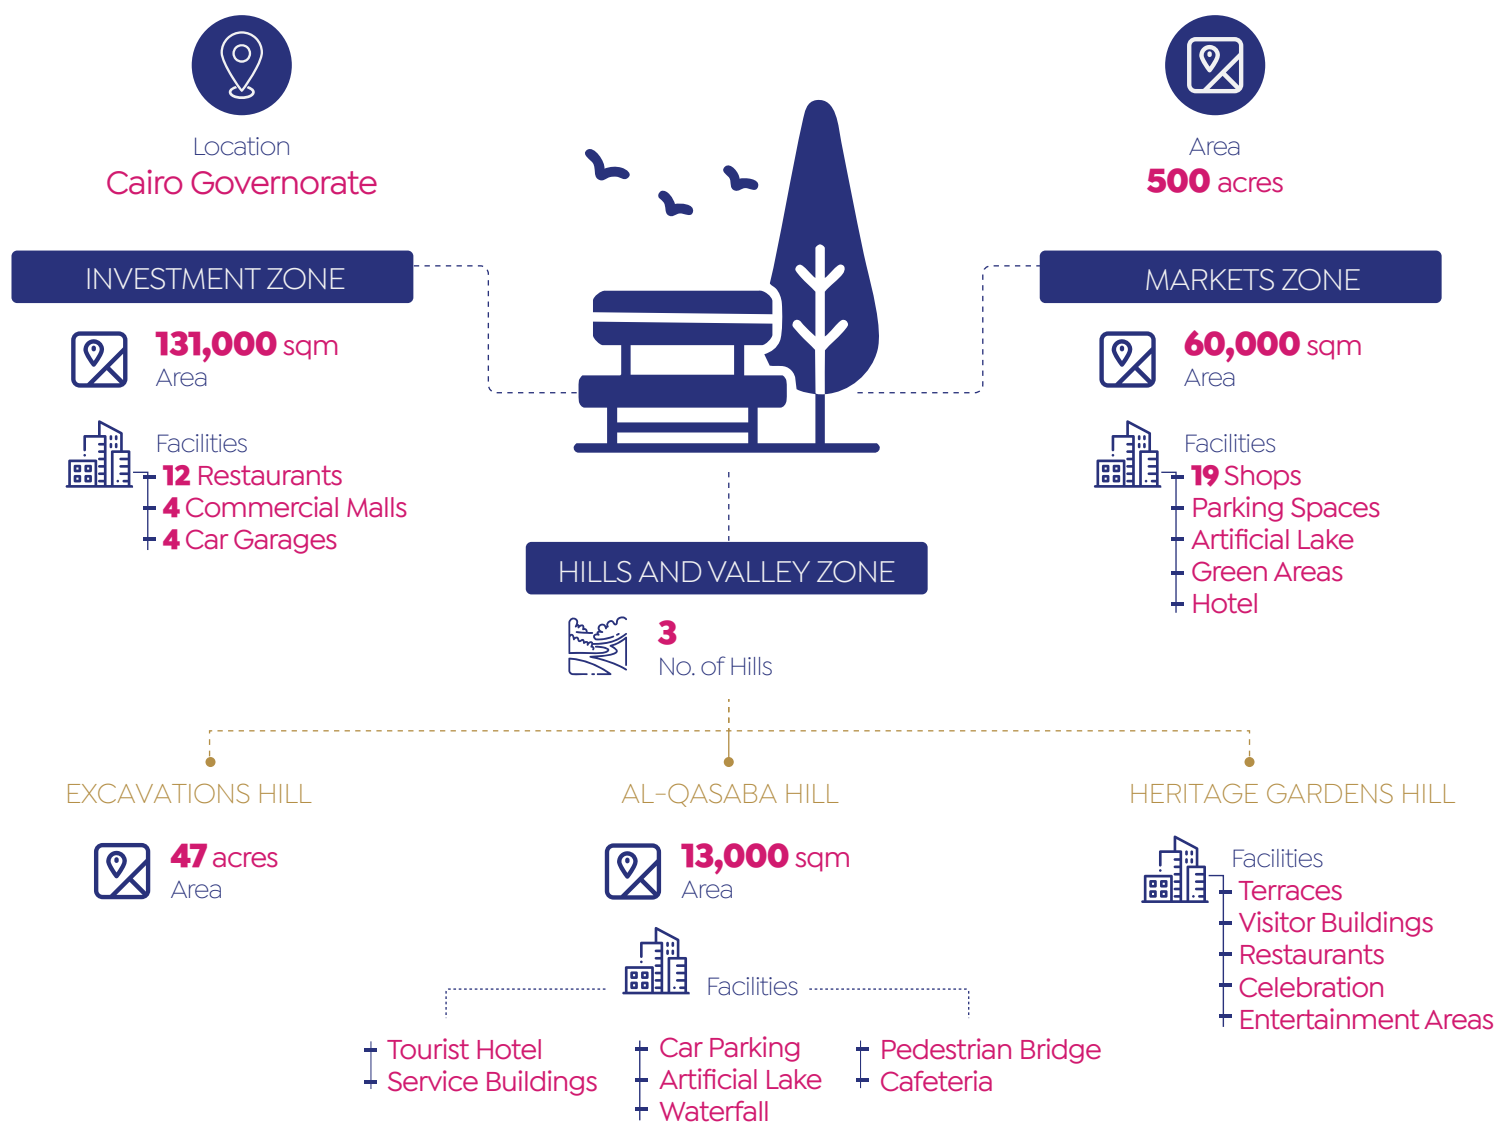 Location
Cairo Governorate
Area
500 acres
INVESTMENT ZONE
131,000 sqm
Area
Facilities
12 Restaurants
4 Commercial Malls
4 Car Garages
MARKETS ZONE
60,000 sqm
Area
Facilities
19 Shops
Parking Spaces
Artificial Lake
Green Areas
Hotel
HILLS AND VALLEY ZONE
3
No. of Hills
EXCAVATIONS HILL
47 acres
Area
AL-QASABA HILL
13,000 sqm
Area
Facilities
Tourist Hotel
Service Buildings
Car Parking
Artificial Lake
Waterfall
Pedestrian Bridge
Cafeteria
HERITAGE GARDENS HILL
Facilities
Terraces
Visitor Buildings
Restaurants
Celebration
Entertainment Areas